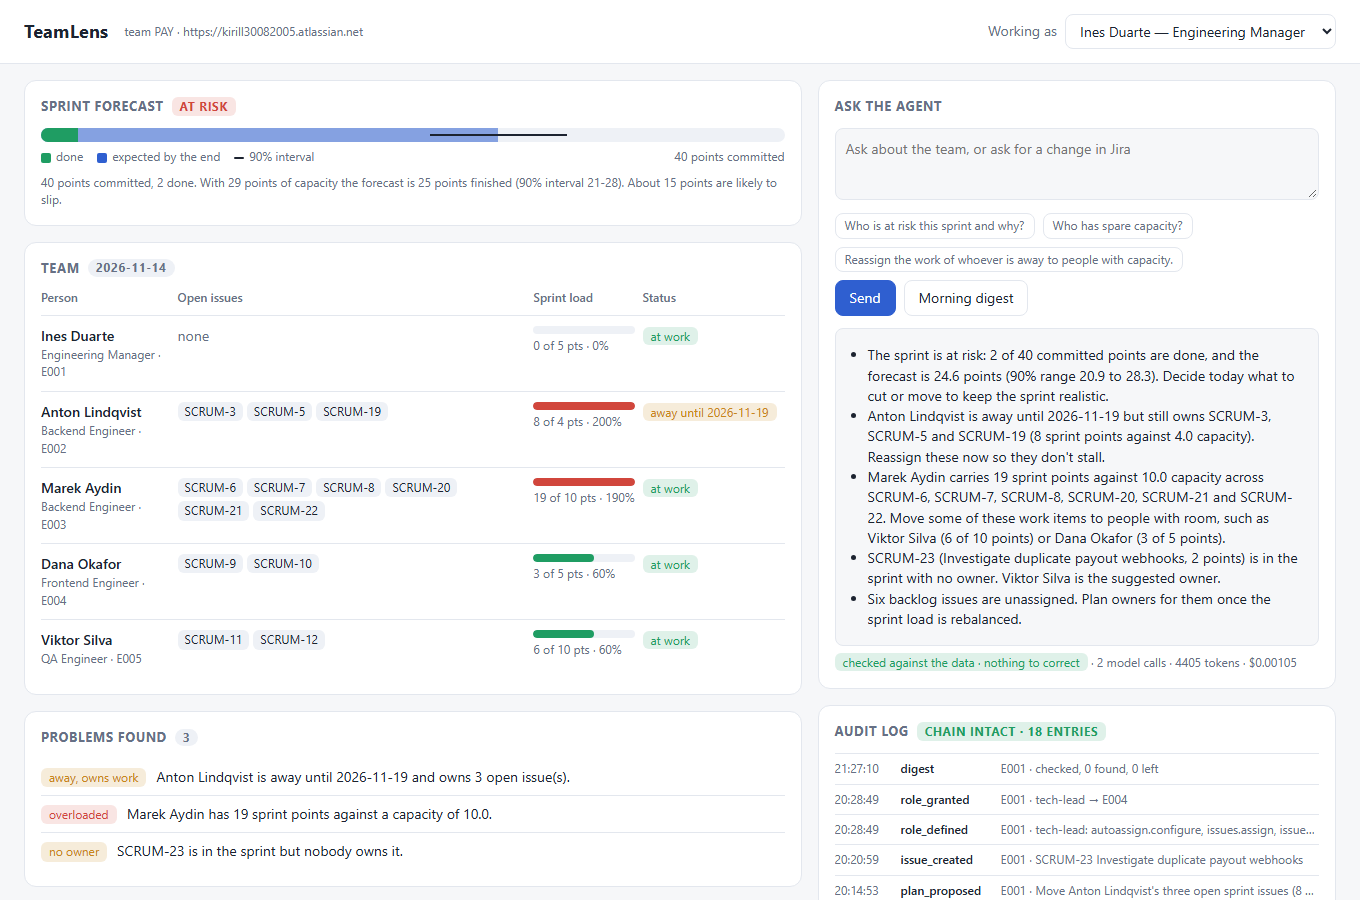 TeamLens
team PAY · https://kirill30082005.atlassian.net
Working as
Ines Duarte — Engineering Manager
SPRINT FORECAST
AT RISK
done
expected by the end
90% interval
40 points committed
40 points committed, 2 done. With 29 points of capacity the forecast is 25 points finished (90% interval 21-28). About 15 points are likely to
slip.
TEAM
2026-11-14
Person
Open issues
Sprint load
Status
Ines Duarte
Engineering Manager ·
E001
none
0 of 5 pts · 0%
at work
Anton Lindqvist
Backend Engineer ·
E002
SCRUM-3
SCRUM-5
SCRUM-19
8 of 4 pts · 200%
away until 2026-11-19
Marek Aydin
Backend Engineer ·
E003
SCRUM-6
SCRUM-7
SCRUM-8
SCRUM-20
SCRUM-21
SCRUM-22
19 of 10 pts · 190%
at work
Dana Okafor
Frontend Engineer ·
E004
SCRUM-9
SCRUM-10
3 of 5 pts · 60%
at work
Viktor Silva
QA Engineer · E005
SCRUM-11
SCRUM-12
6 of 10 pts · 60%
at work
PROBLEMS FOUND
3
away, owns work
Anton Lindqvist is away until 2026-11-19 and owns 3 open issue(s).
overloaded
Marek Aydin has 19 sprint points against a capacity of 10.0.
no owner
SCRUM-23 is in the sprint but nobody owns it.
ASK THE AGENT
Ask about the team, or ask for a change in Jira
Who is at risk this sprint and why?
Who has spare capacity?
Reassign the work of whoever is away to people with capacity.
Send
Morning digest
The sprint is at risk: 2 of 40 committed points are done, and the
forecast is 24.6 points (90% range 20.9 to 28.3). Decide today what to
cut or move to keep the sprint realistic.
Anton Lindqvist is away until 2026-11-19 but still owns SCRUM-3,
SCRUM-5 and SCRUM-19 (8 sprint points against 4.0 capacity).
Reassign these now so they don't stall.
Marek Aydin carries 19 sprint points against 10.0 capacity across
SCRUM-6, SCRUM-7, SCRUM-8, SCRUM-20, SCRUM-21 and SCRUM-
22. Move some of these work items to people with room, such as
Viktor Silva (6 of 10 points) or Dana Okafor (3 of 5 points).
SCRUM-23 (Investigate duplicate payout webhooks, 2 points) is in the
sprint with no owner. Viktor Silva is the suggested owner.
Six backlog issues are unassigned. Plan owners for them once the
sprint load is rebalanced.
checked against the data · nothing to correct · 2 model calls · 4405 tokens · $0.00105
AUDIT LOG
CHAIN INTACT · 18 ENTRIES
21:27:10 digest E001 · checked, 0 found, 0 left
20:28:49 role_granted E001 · tech-lead → E004
20:28:49 role_defined E001 · tech-lead: autoassign.configure, issues.assign, issue...
20:20:59 issue_created E001 · SCRUM-23 Investigate duplicate payout webhooks
20:14:53 plan_proposed E001 · Move Anton Lindqvist's three open sprint issues (8 ...